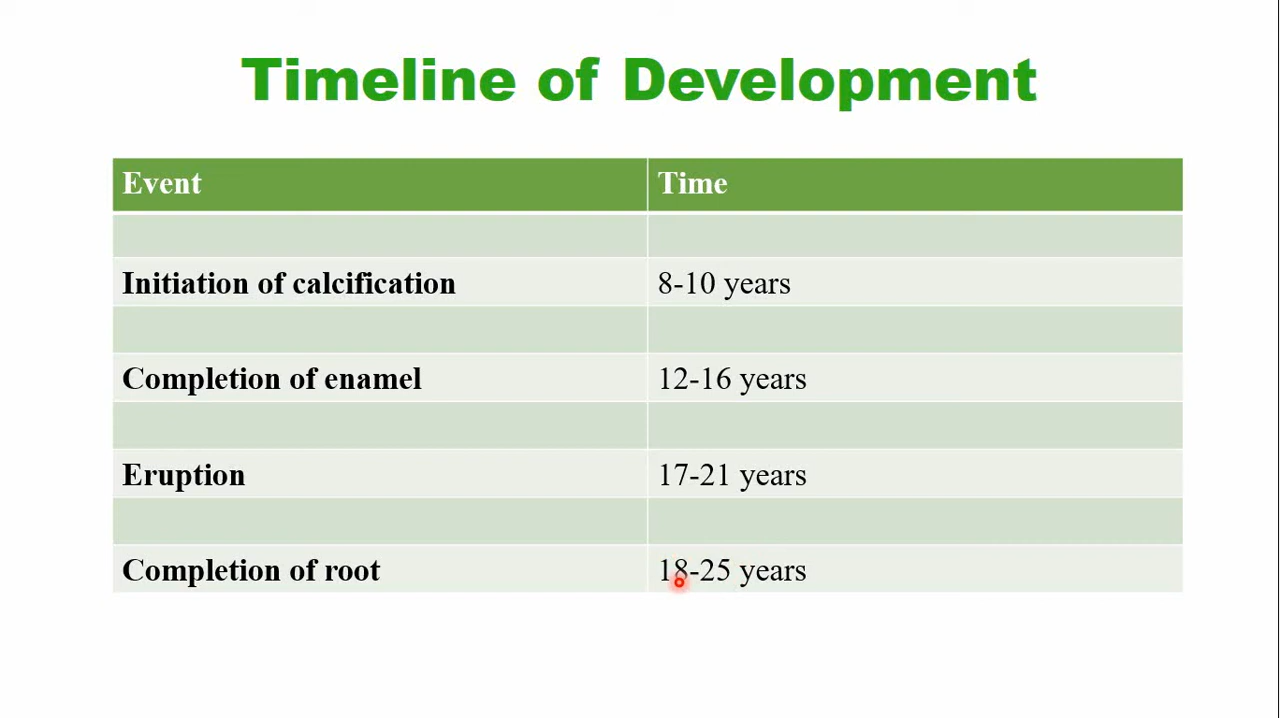 Timeline of Development
Event Time
Initiation of calcification 8-10 years
Completion of enamel 12-16 years
Eruption 17-21 years
Completion of root 18-25 years